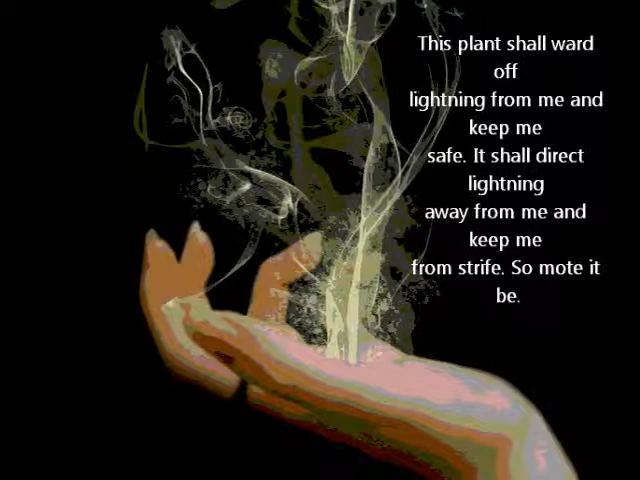 This plant shall ward
off
lightning from me and
keep me
safe. It shall direct
lightning
away from me and
keep me
from strife. So mote it
be.